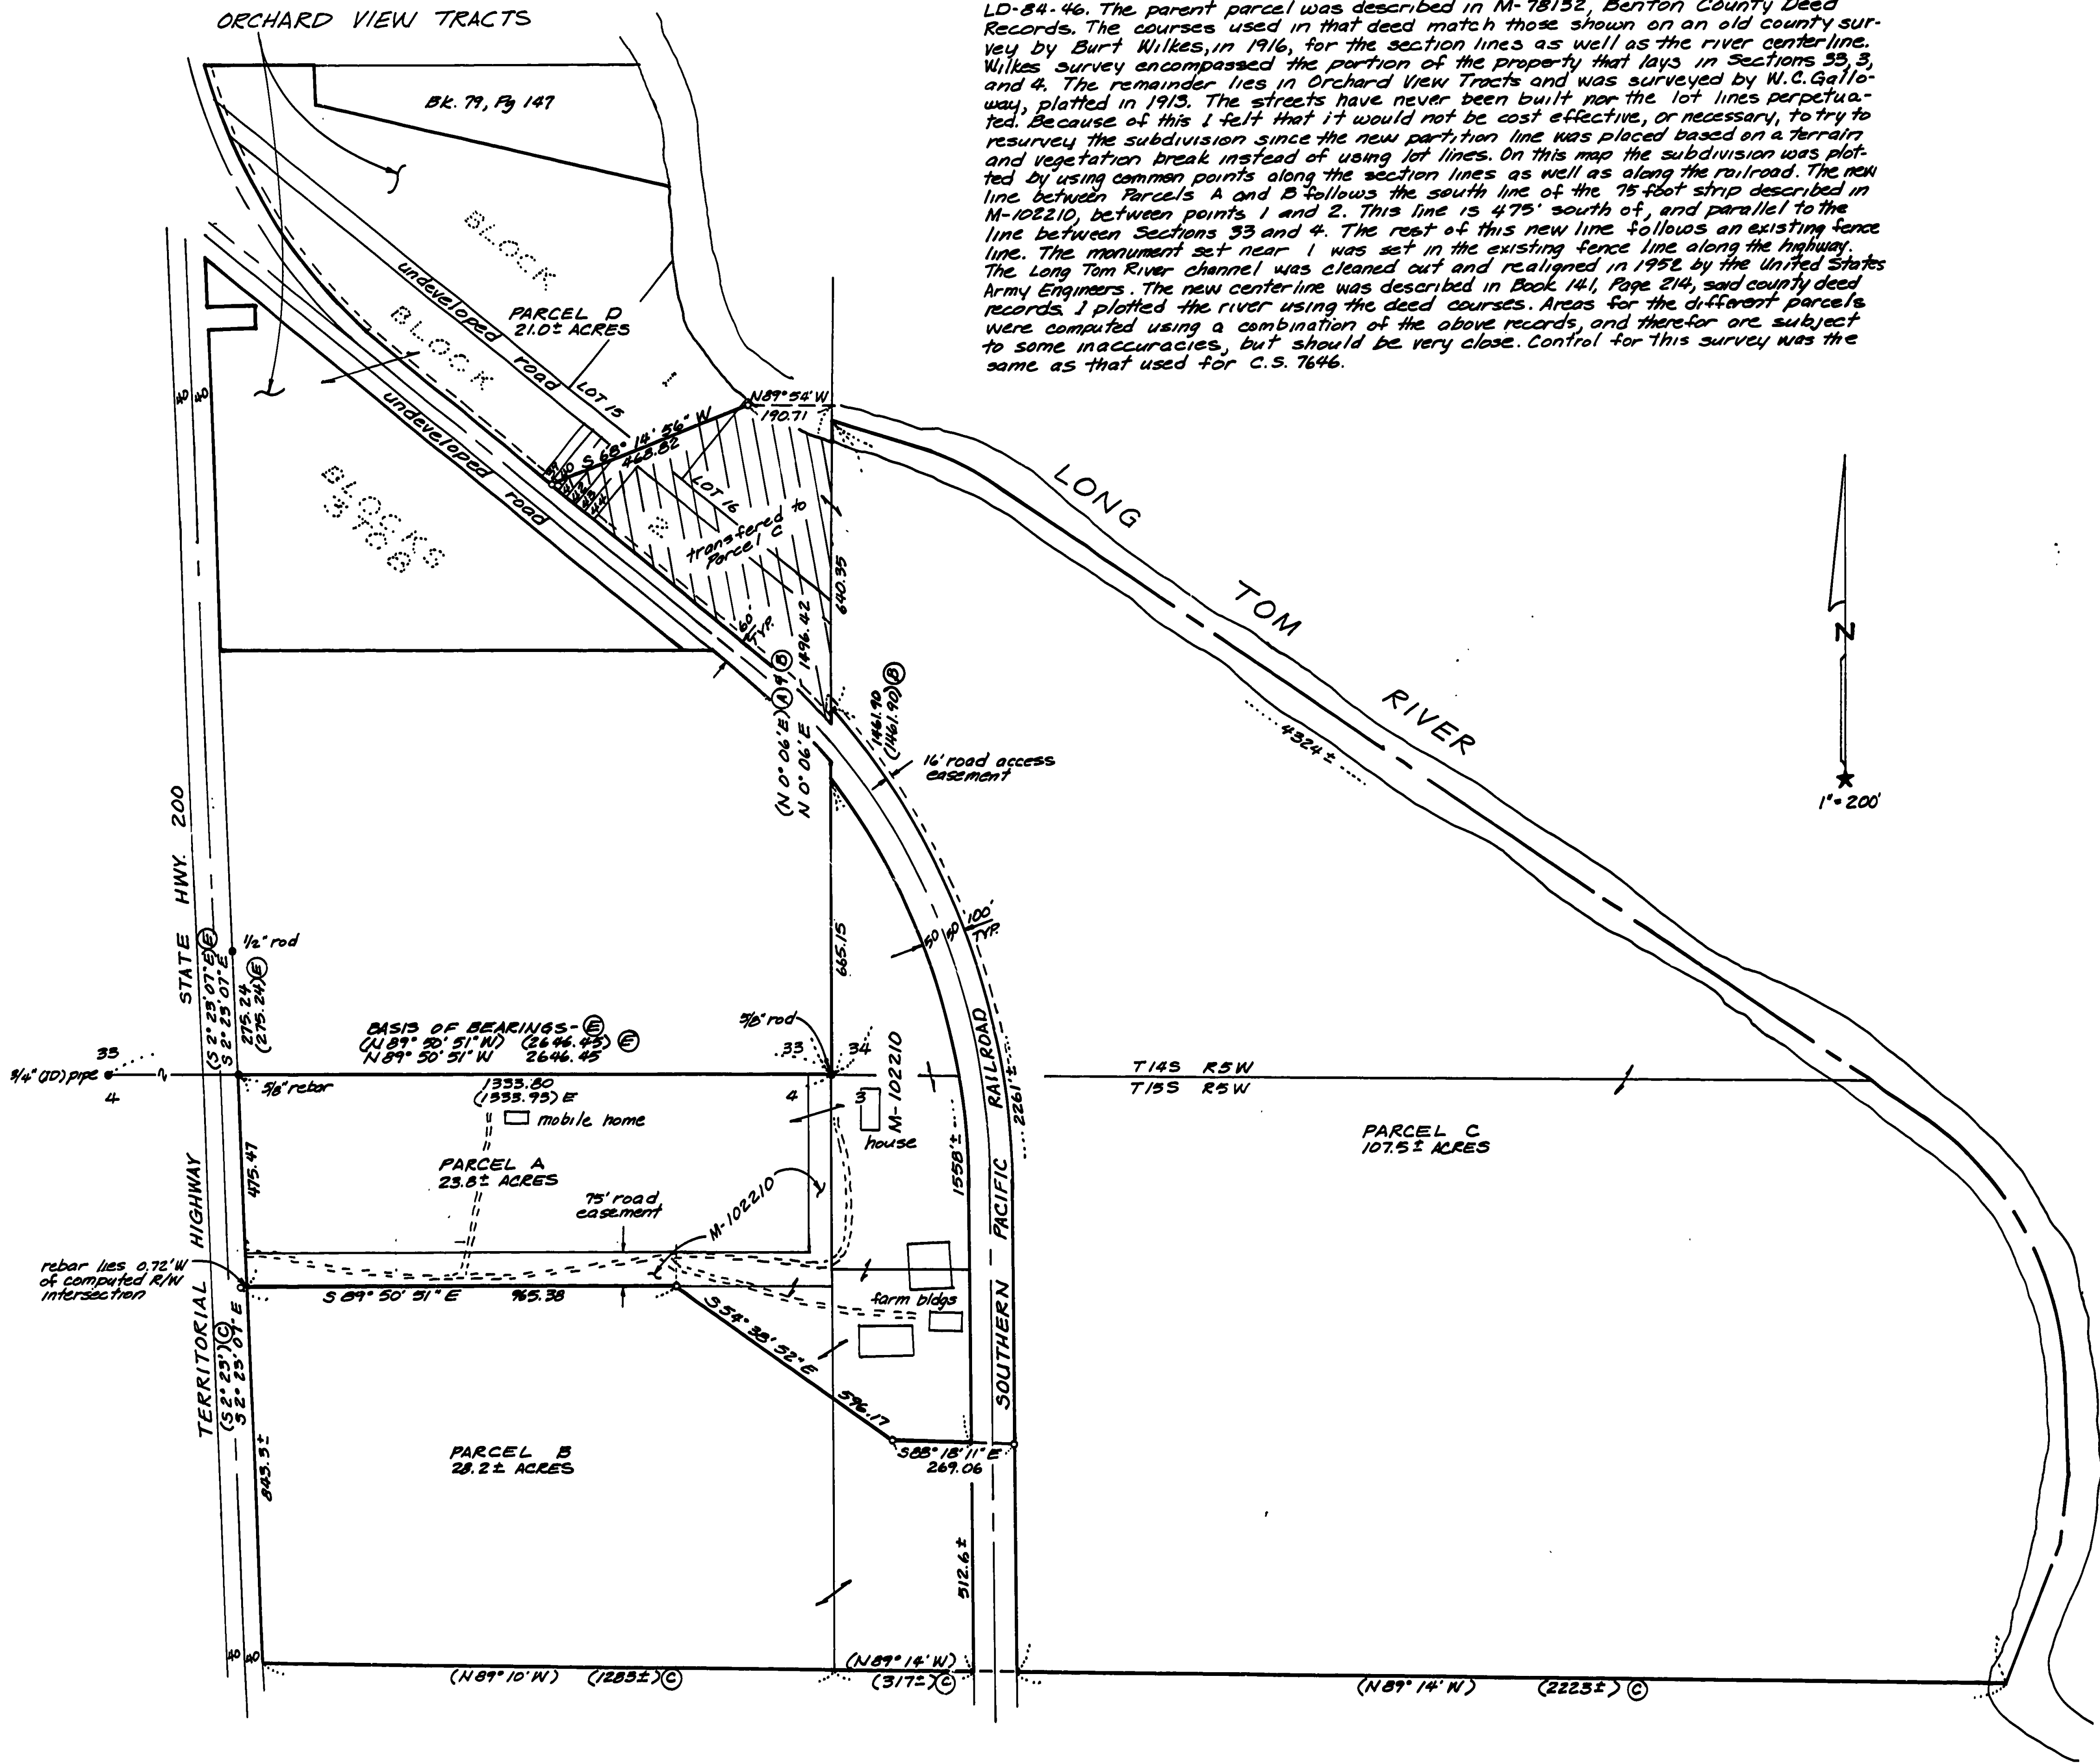 ORCHARD VIEW TRACTS
LD-84-46. The parent parcel was described in M-78132, Benton County Deed
Records. The courses used in that deed match those shown on an old county sur-
vey by Burt Wilkes, in 1916, for the section lines as well as the river centerline.
Wilkes survey encompassed the portion of the property that lays in Sections 33, 3,
and 4. The remainder lies in Orchard View Tracts and was surveyed by W.C. Gallo-
way, platted in 1913. The streets have never been built nor the lot lines perpetua-
ted. Because of this I felt that it would not be cost effective, or necessary, to try to
resurvey the subdivision since the new partition line was placed based on a terrain
and vegetation break instead of using lot lines. On this map the subdivision was plot-
ted by using common points along the section lines as well as along the railroad. The new
line between Parcels A and B follows the south line of the 75 foot strip described in
M-102210, between points 1 and 2. This line is 475' south of, and parallel to the
line between Sections 33 and 4. The rest of this new line follows an existing fence
line. The monument set near 1 was set in the existing fence line along the highway.
The Long Tom River channel was cleaned out and realigned in 1952 by the United States
Army Engineers. The new centerline was described in Book 141, Page 214, said county deed
records. I plotted the river using the deed courses. Areas for the different parcels
were computed using a combination of the above records, and therefor are subject
to some inaccuracies, but should be very close. Control for this survey was the
same as that used for C.S. 7646.
Bk. 79, Pg 147
BLOCK
1
undeveloped road
PARCEL D
21.0± ACRES
BLOCK
2
LOT 15
undeveloped road
40 40
N89°54'W
190.71
S 68° 14' 56" W
468.82
LOT 16
transfered to
Parcel C
BLOCKS
3 TO 6
640.35
60'
TYP.
1496.42
N 0° 06' E
(N 0° 06' E) A & B
1461.90
(1461.90) B
16' road access
easement
LONG
TOM
RIVER
4324±
N
1" = 200'
STATE HWY. 200
665.15
50 50
100'
TYP.
1/2" rod
(S 2° 23' 07" E) E
S 2° 23' 07" E
275.24
(275.24) E
BASIS OF BEARINGS - E
(N 89° 50' 51" W) (2646.45) E
N 89° 50' 51" W 2646.45
5/8" rod
33 34
33
3/4" (ID) pipe
4
5/8" rebar
1333.80
(1333.93) E
4 3
M-102210
RAILROAD
2261±
T14S R5W
T15S R5W
mobile home
house
PARCEL A
23.8± ACRES
475.47
75' road
easement
M-102210
1558'±
PARCEL C
107.5± ACRES
TERRITORIAL HIGHWAY
SOUTHERN PACIFIC
rebar lies 0.72' W
of computed R/W
intersection
S 89° 50' 51" E 965.38
farm bldgs
S 54° 38' 52" E
596.17
(S 2° 23') C
S 2° 23' 07" E
843.3±
PARCEL B
28.2± ACRES
S88° 18' 11" E
269.06
512.6±
40 40
(N89° 10' W) (1283±) C
(N89° 14' W)
(317±) C
(N89° 14' W) (2223±) C